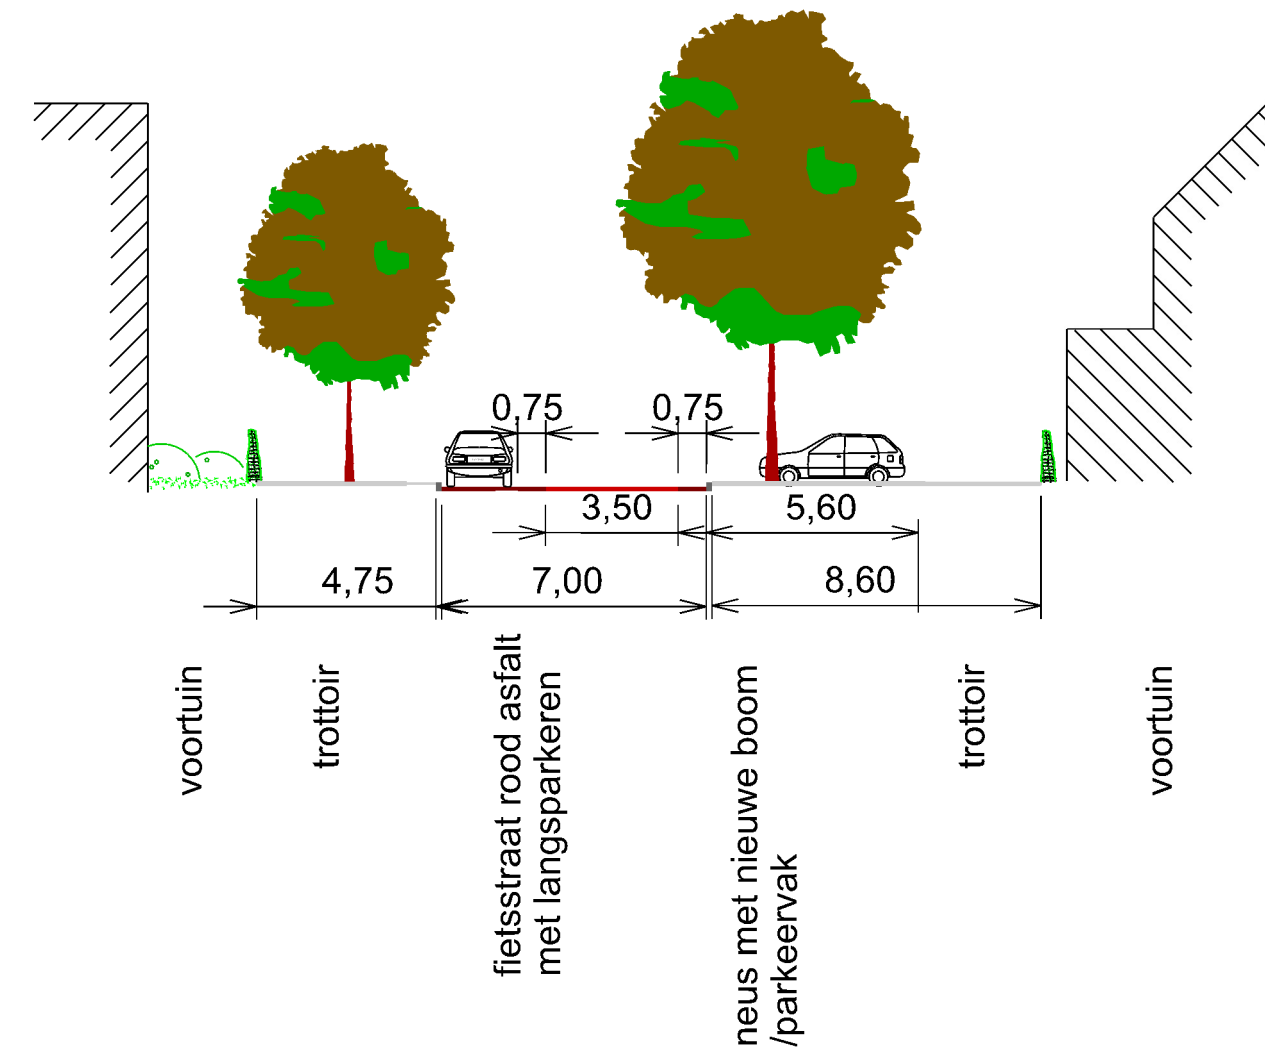 0,75
0,75
3,50
5,60
4,75
7,00
8,60
voortuin
trottoir
fietsstraat rood asfalt
met langsparkeren
neus met nieuwe boom
/parkeervak
trottoir
voortuin